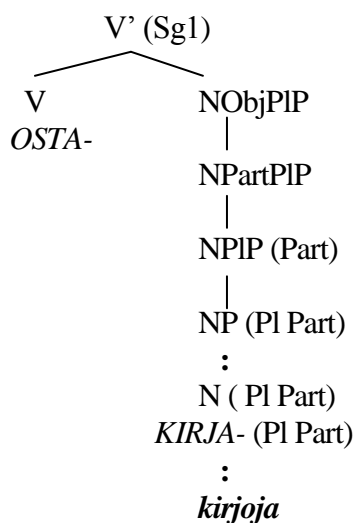 V’ (Sg1)
V NObjPlP
OSTA-
NPartPlP
NPlP (Part)
NP (Pl Part)
:
N ( Pl Part)
KIRJA- (Pl Part)
:
kirjoja